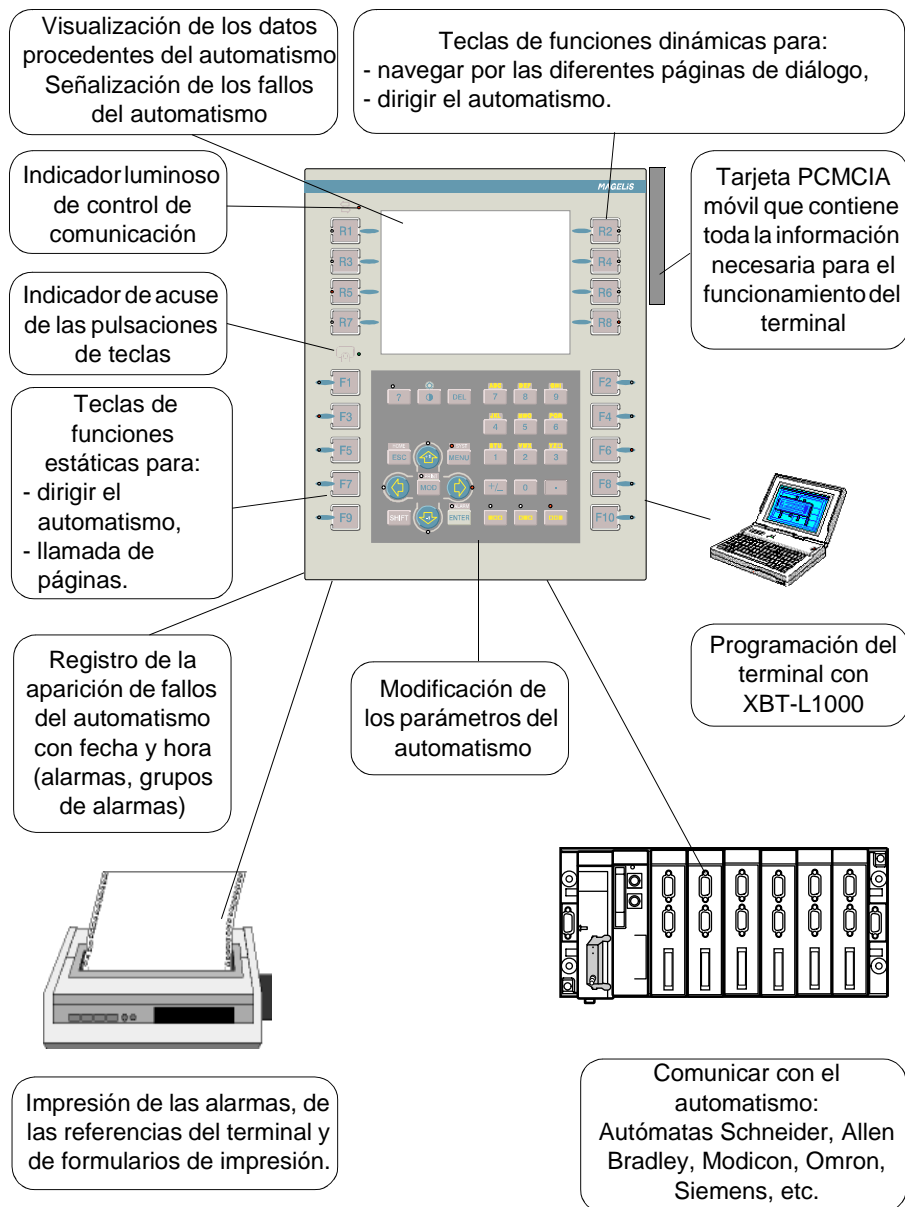 Visualización de los datos
procedentes del automatismo
Señalización de los fallos
del automatismo
Teclas de funciones dinámicas para:
- navegar por las diferentes páginas de diálogo,
- dirigir el automatismo.
Indicador luminoso
de control de
comunicación
Tarjeta PCMCIA
móvil que contiene
toda la información
necesaria para el
funcionamiento del
terminal
Indicador de acuse
de las pulsaciones
de teclas
Teclas de
funciones
estáticas para:
- dirigir el
automatismo,
- llamada de
páginas.
MAGELiS
R1
R2
R3
R4
R5
R6
R7
R8
F1
F2
F3
F4
F5
F6
F7
F8
F9
F10
?
DEL
7
8
9
4
5
6
ESC
MENU
1
2
3
MOD
+/_
0
.
SHIFT
ENTER
Registro de la
aparición de fallos
del automatismo
con fecha y hora
(alarmas, grupos
de alarmas)
Modificación de
los parámetros del
automatismo
Programación del
terminal con
XBT-L1000
Impresión de las alarmas, de
las referencias del terminal y
de formularios de impresión.
Comunicar con el
automatismo:
Autómatas Schneider, Allen
Bradley, Modicon, Omron,
Siemens, etc.